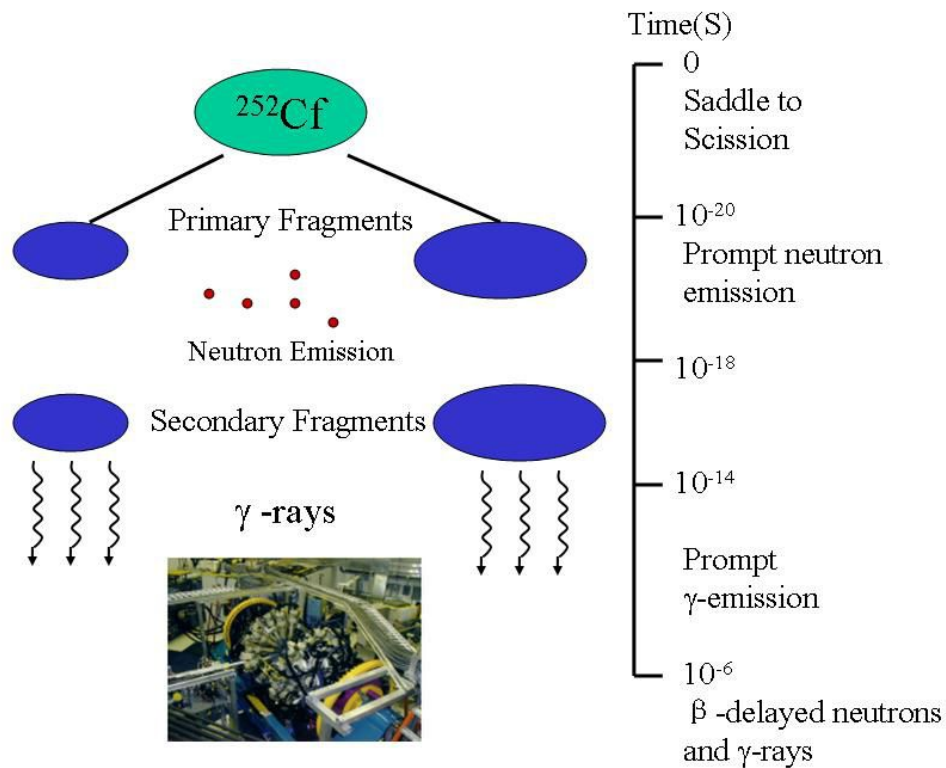 Time(S)
0
²⁵²Cf
Saddle to
Scission
Primary Fragments
10⁻²⁰
Prompt neutron
emission
Neutron Emission
10⁻¹⁸
Secondary Fragments
10⁻¹⁴
γ -rays
Prompt
γ-emission
10⁻⁶
β -delayed neutrons
and γ-rays